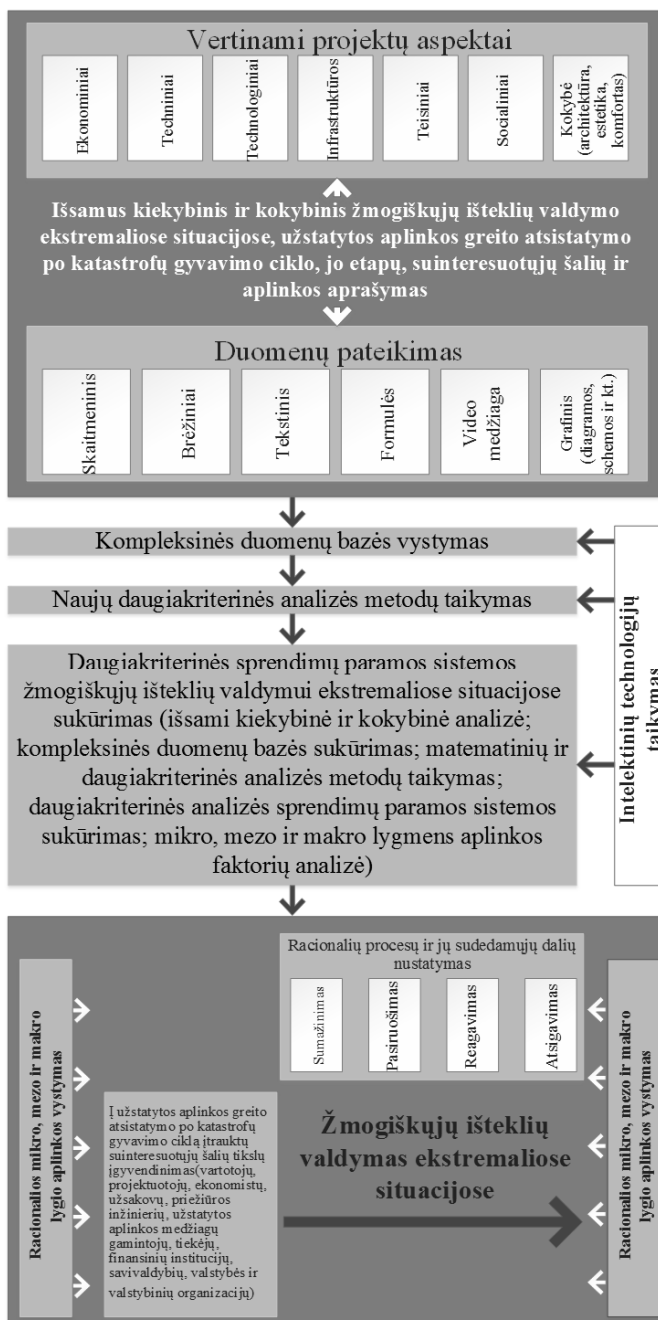 Vertinami projektų aspektai
Ekonominiai
Techniniai
Technologiniai
Infrastruktūros
Teisiniai
Socialiniai
Kokybė
(architektūra,
estetika,
komfortas)
Išsamus kiekybinis ir kokybinis žmogiškųjų išteklių valdymo
ekstremaliose situacijose, užstatytos aplinkos greito atsistatymo
po katastrofų gyvavimo ciklo, jo etapų, suinteresuotųjų šalių ir
aplinkos aprašymas
Duomenų pateikimas
Skaitmeninis
Brėžiniai
Tekstinis
Formulės
Video
medžiaga
Grafinis
(diagramos,
schemos ir kt.)
Kompleksinės duomenų bazės vystymas
Naujų daugiakriterinės analizės metodų taikymas
Daugiakriterinės sprendimų paramos sistemos
žmogiškųjų išteklių valdymui ekstremaliose situacijose
sukūrimas (išsami kiekybinė ir kokybinė analizė;
kompleksinės duomenų bazės sukūrimas; matematinių ir
daugiakriterinės analizės metodų taikymas;
daugiakriterinės analizės sprendimų paramos sistemos
sukūrimas; mikro, mezo ir makro lygmens aplinkos
faktorių analizė)
Intelektinių technologijų
taikymas
Racionalios mikro, mezo ir makro
lygio aplinkos vystymas
Į užstatytos aplinkos greito
atsistatymo po katastrofų
gyvavimo ciklą įtrauktų
suinteresuotųjų šalių tikslų
įgyvendinimas(vartotojų,
projektuotojų, ekonomistų,
užsakovų, priežiūros
inžinierių, užstatytos
aplinkos medžiagų
gamintojų, tiekėjų,
finansinių institucijų,
savivaldybių, valstybės ir
valstybinių organizacijų)
Racionalių procesų ir jų sudedamųjų dalių
nustatymas
Sumažinimas
Pasiruošimas
Reagavimas
Atsigavimas
Žmogiškųjų išteklių
valdymas ekstremaliose
situacijose
Racionalios mikro, mezo ir makro
lygio aplinkos vystymas